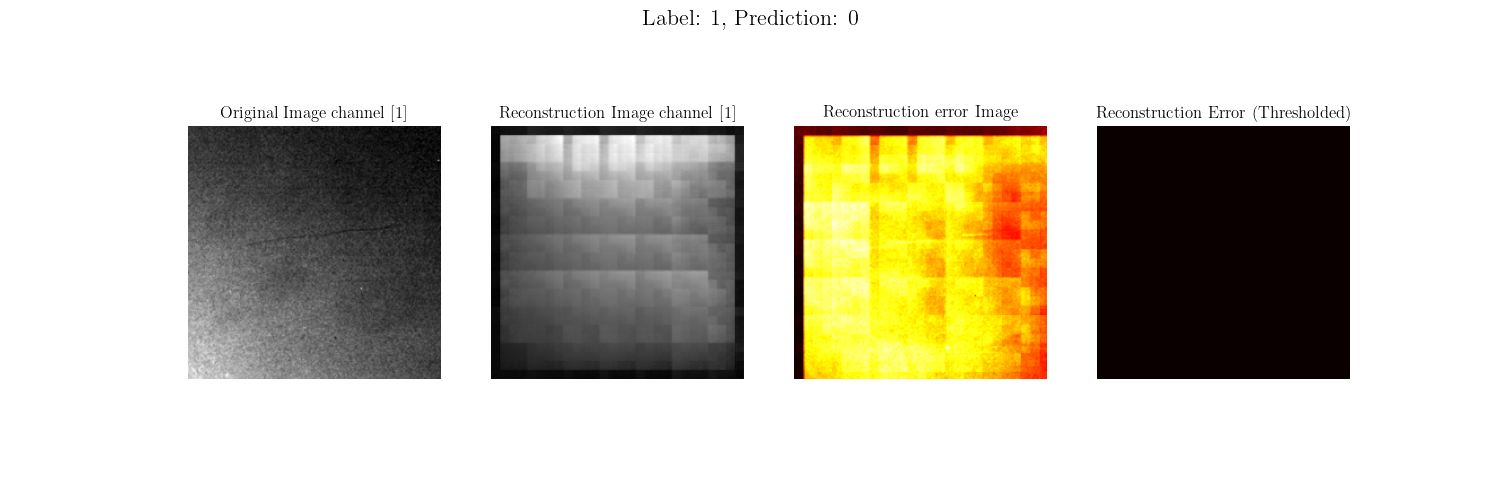 Label: 1, Prediction: 0
Original Image channel [1]
Reconstruction Image channel [1]
Reconstruction error Image
Reconstruction Error (Thresholded)